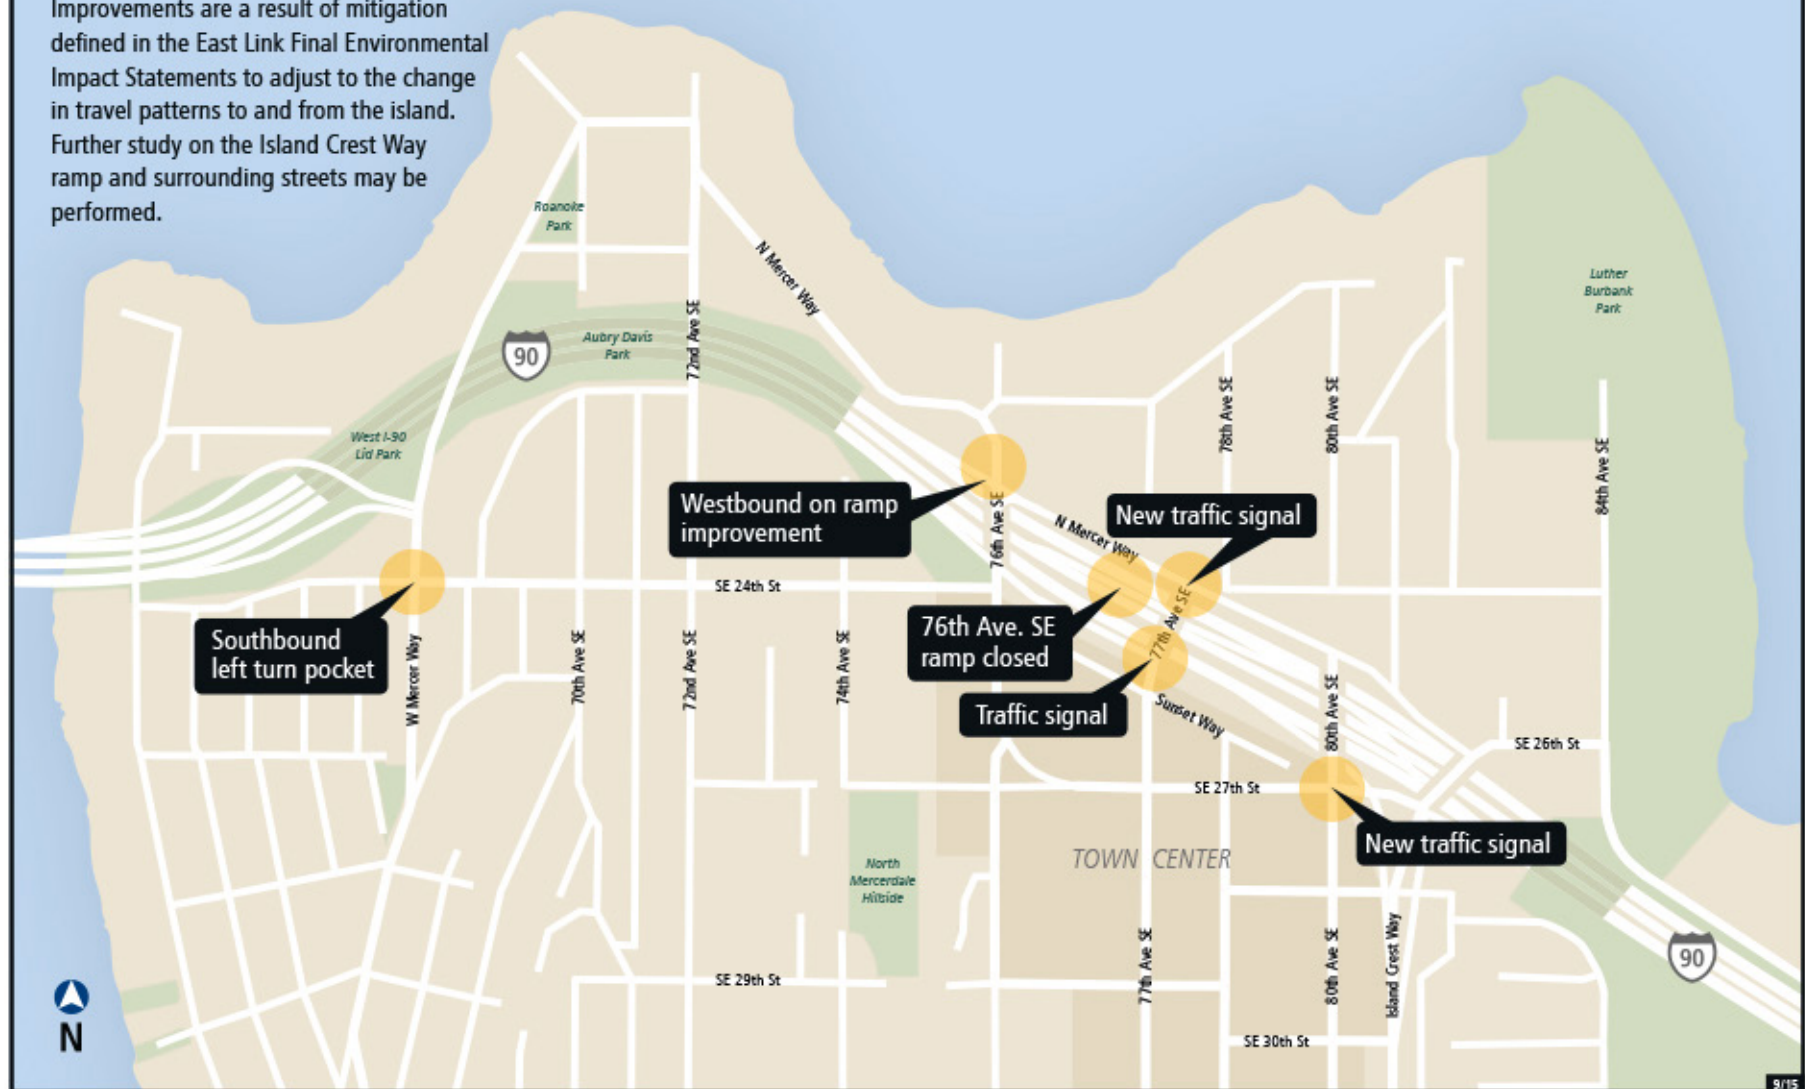 Improvements are a result of mitigation
defined in the East Link Final Environmental
Impact Statements to adjust to the change
in travel patterns to and from the island.
Further study on the Island Crest Way
ramp and surrounding streets may be
performed.
Roanoke
Park
N Mercer Way
Luther
Burbank
Park
72nd Ave SE
Aubry Davis
Park
90
78th Ave SE
80th Ave SE
West I-90
Lid Park
84th Ave SE
Westbound on ramp
improvement
76th Ave SE
N Mercer Way
New traffic signal
SE 24th St
77th Ave SE
76th Ave. SE
ramp closed
Southbound
left turn pocket
W Mercer Way
70th Ave SE
72nd Ave SE
74th Ave SE
Traffic signal
Sunset Way
80th Ave SE
SE 26th St
SE 27th St
New traffic signal
TOWN CENTER
North
Mercerdale
Hillside
77th Ave SE
80th Ave SE
Island Crest Way
90
SE 29th St
N
SE 30th St
9/15